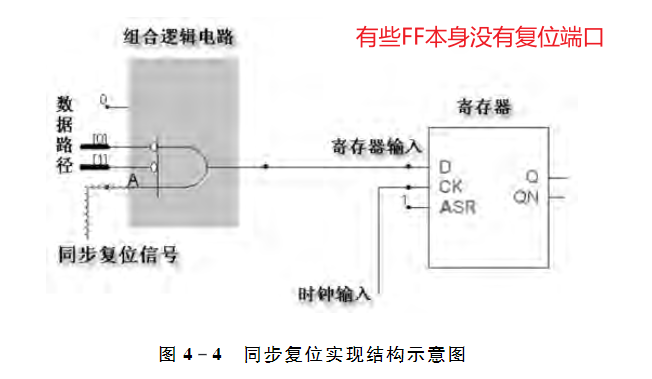 组合逻辑电路
有些FF本身没有复位端口
数据路径
0
[0]
[1]
A
同步复位信号
寄存器
寄存器输入
D
CK
1
ASR
Q
QN
时钟输入
图 4-4 同步复位实现结构示意图